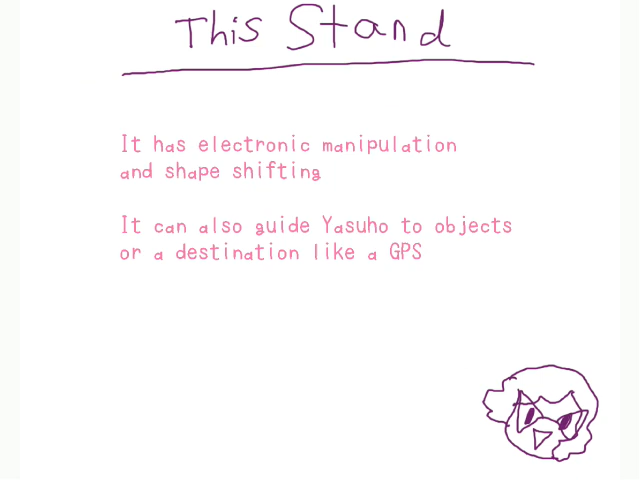 This Stand
It has electronic manipulation
and shape shifting
It can also guide Yasuho to objects
or a destination like a GPS